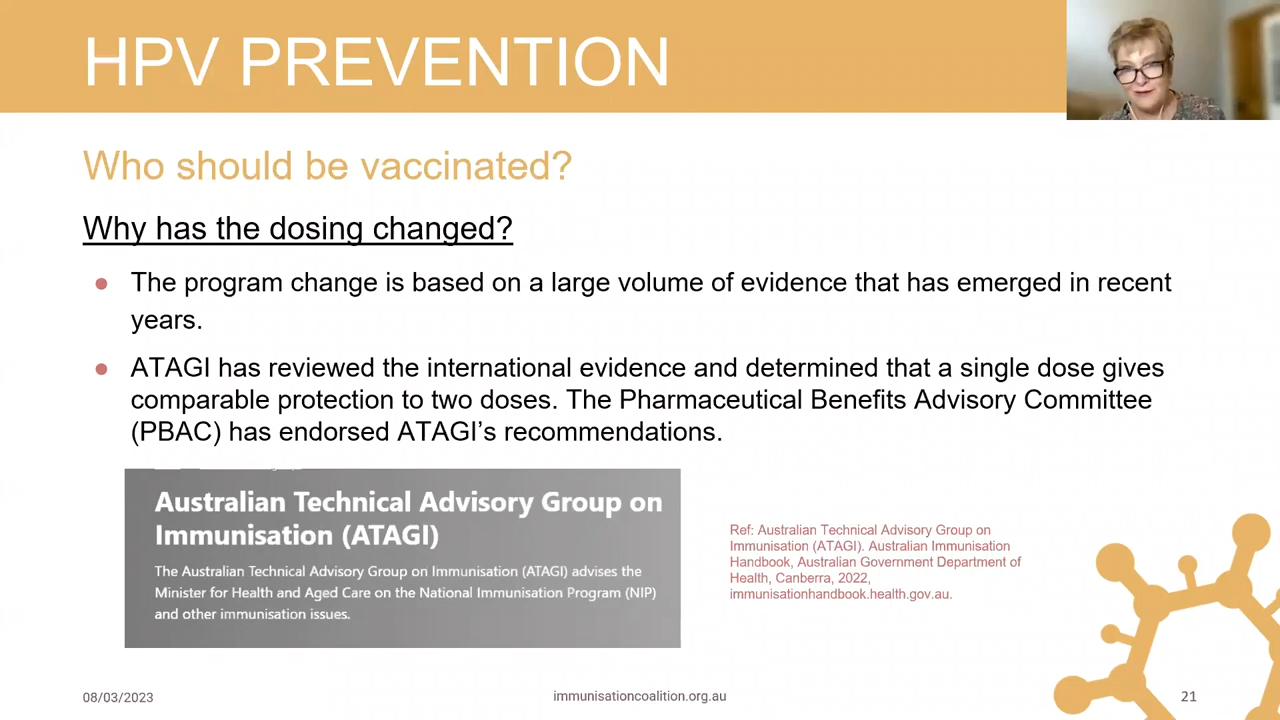 HPV PREVENTION
Who should be vaccinated?
Why has the dosing changed?
The program change is based on a large volume of evidence that has emerged in recent
years.
ATAGI has reviewed the international evidence and determined that a single dose gives
comparable protection to two doses. The Pharmaceutical Benefits Advisory Committee
(PBAC) has endorsed ATAGI’s recommendations.
Australian Technical Advisory Group on
Immunisation (ATAGI)
The Australian Technical Advisory Group on Immunisation (ATAGI) advises the
Minister for Health and Aged Care on the National Immunisation Program (NIP)
and other immunisation issues.
Ref: Australian Technical Advisory Group on
Immunisation (ATAGI). Australian Immunisation
Handbook, Australian Government Department of
Health, Canberra, 2022,
immunisationhandbook.health.gov.au.
08/03/2023
immunisationcoalition.org.au
21